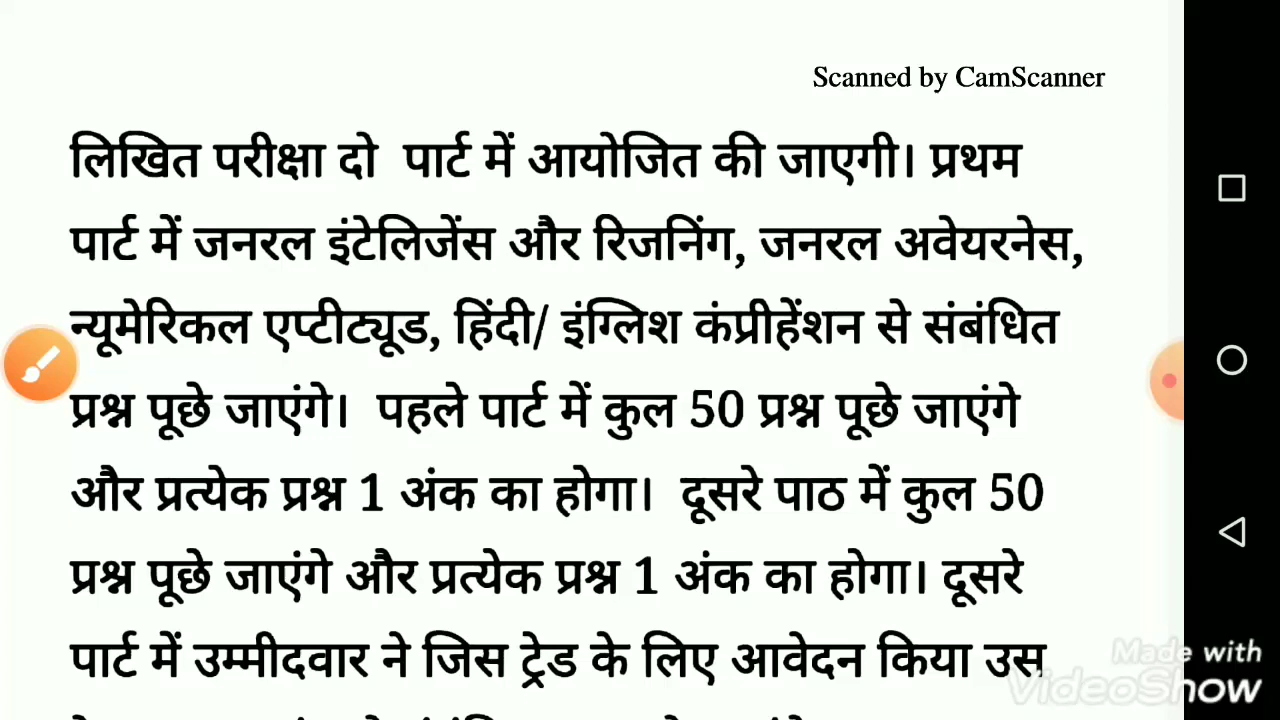 Scanned by CamScanner
लिखित परीक्षा दो पार्ट में आयोजित की जाएगी। प्रथम
पार्ट में जनरल इंटेलिजेंस और रिजनिंग, जनरल अवेयरनेस,
न्यूमेरिकल एप्टीट्यूड, हिंदी/ इंग्लिश कंप्रीहेंशन से संबंधित
प्रश्न पूछे जाएंगे। पहले पार्ट में कुल 50 प्रश्न पूछे जाएंगे
और प्रत्येक प्रश्न 1 अंक का होगा। दूसरे पाठ में कुल 50
प्रश्न पूछे जाएंगे और प्रत्येक प्रश्न 1 अंक का होगा। दूसरे
पार्ट में उम्मीदवार ने जिस ट्रेड के लिए आवेदन किया उस
Made with
VideoShow